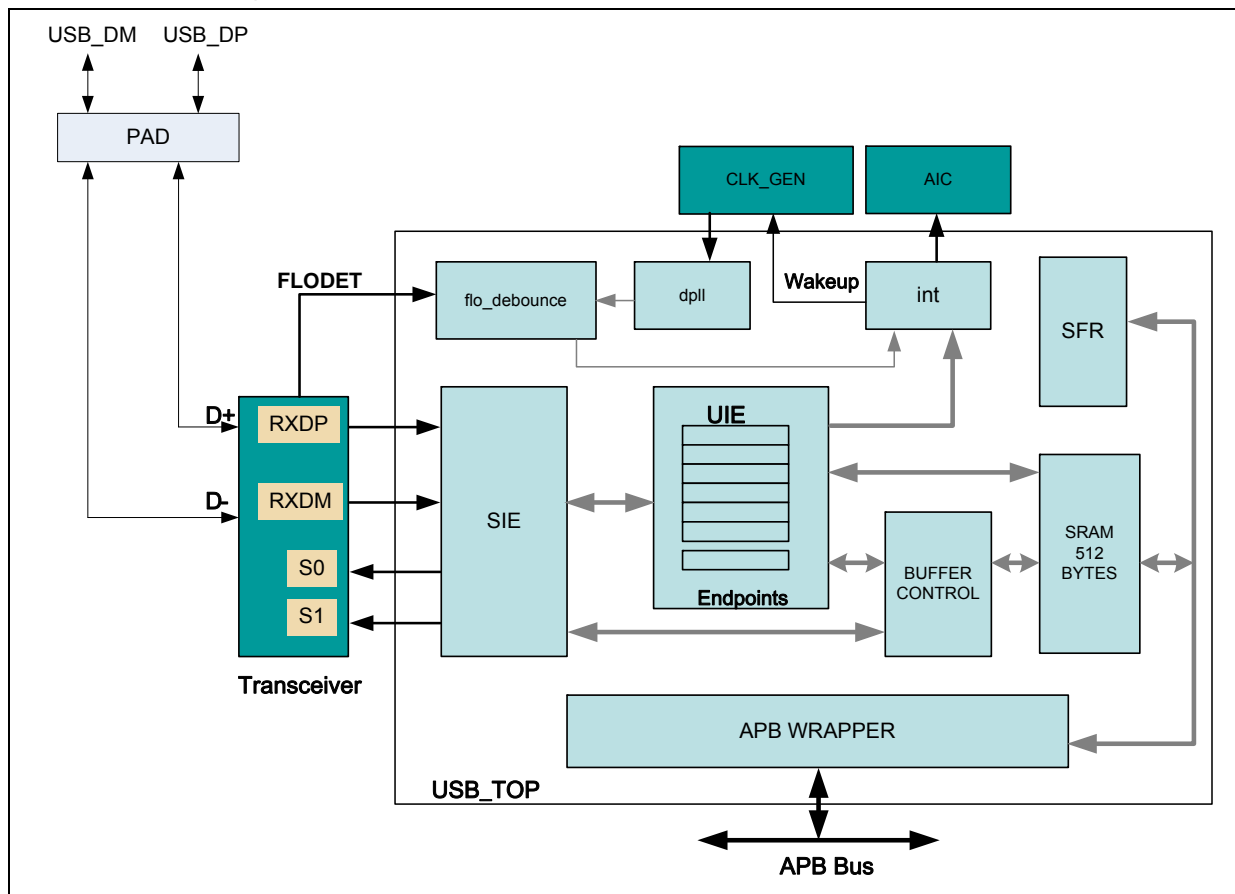 USB_DM
USB_DP
PAD
CLK_GEN
AIC
FLODET
flo_debounce
dpll
Wakeup
int
SFR
D+
RXDP
UIE
D-
RXDM
SIE
SRAM
512
BYTES
S0
BUFFER
CONTROL
S1
Endpoints
Transceiver
APB WRAPPER
USB_TOP
APB Bus